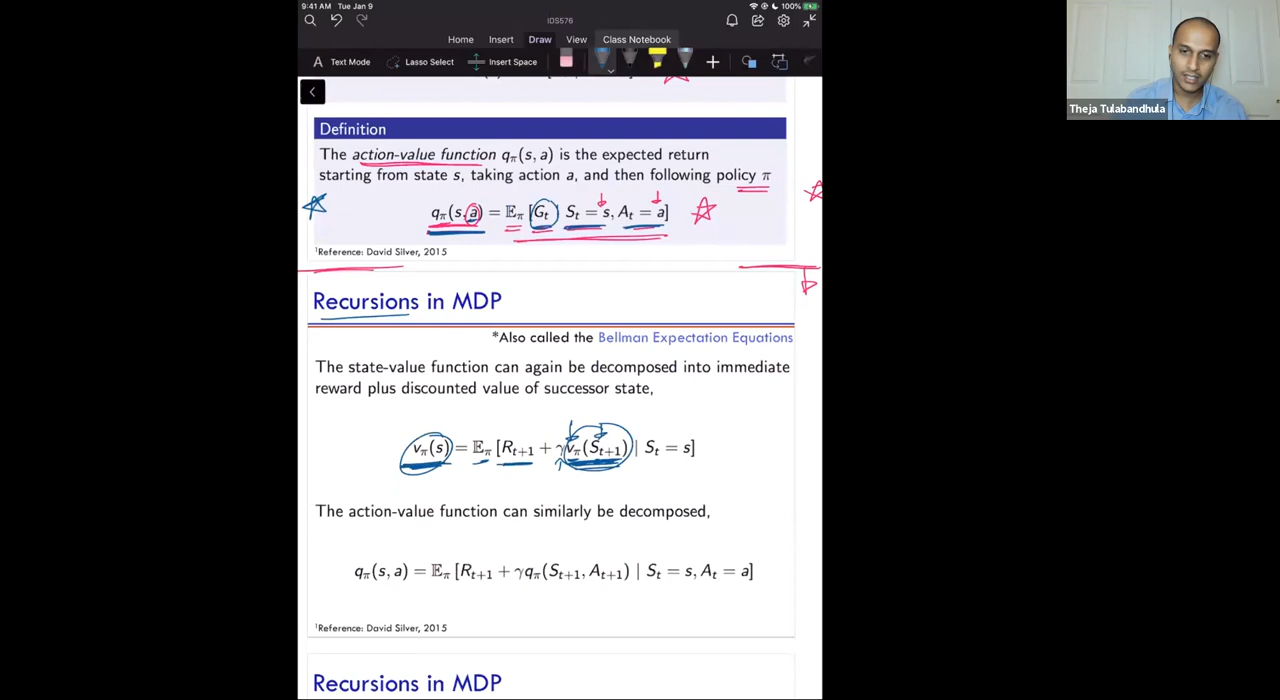 9:41 AM Tue Jan 9
100%
IDS576
Home Insert Draw View Class Notebook
Text Mode Lasso Select Insert Space
Theja Tulabandhula
Definition
The action-value function qπ(s, a) is the expected return
starting from state s, taking action a, and then following policy π
qπ(s, a) = 𝔼π [Gt | St = s, At = a]
¹Reference: David Silver, 2015
Recursions in MDP
*Also called the Bellman Expectation Equations
The state-value function can again be decomposed into immediate
reward plus discounted value of successor state,
vπ(s) = 𝔼π [Rt+1 + γvπ(St+1) | St = s]
The action-value function can similarly be decomposed,
qπ(s, a) = 𝔼π [Rt+1 + γqπ(St+1, At+1) | St = s, At = a]
¹Reference: David Silver, 2015
Recursions in MDP